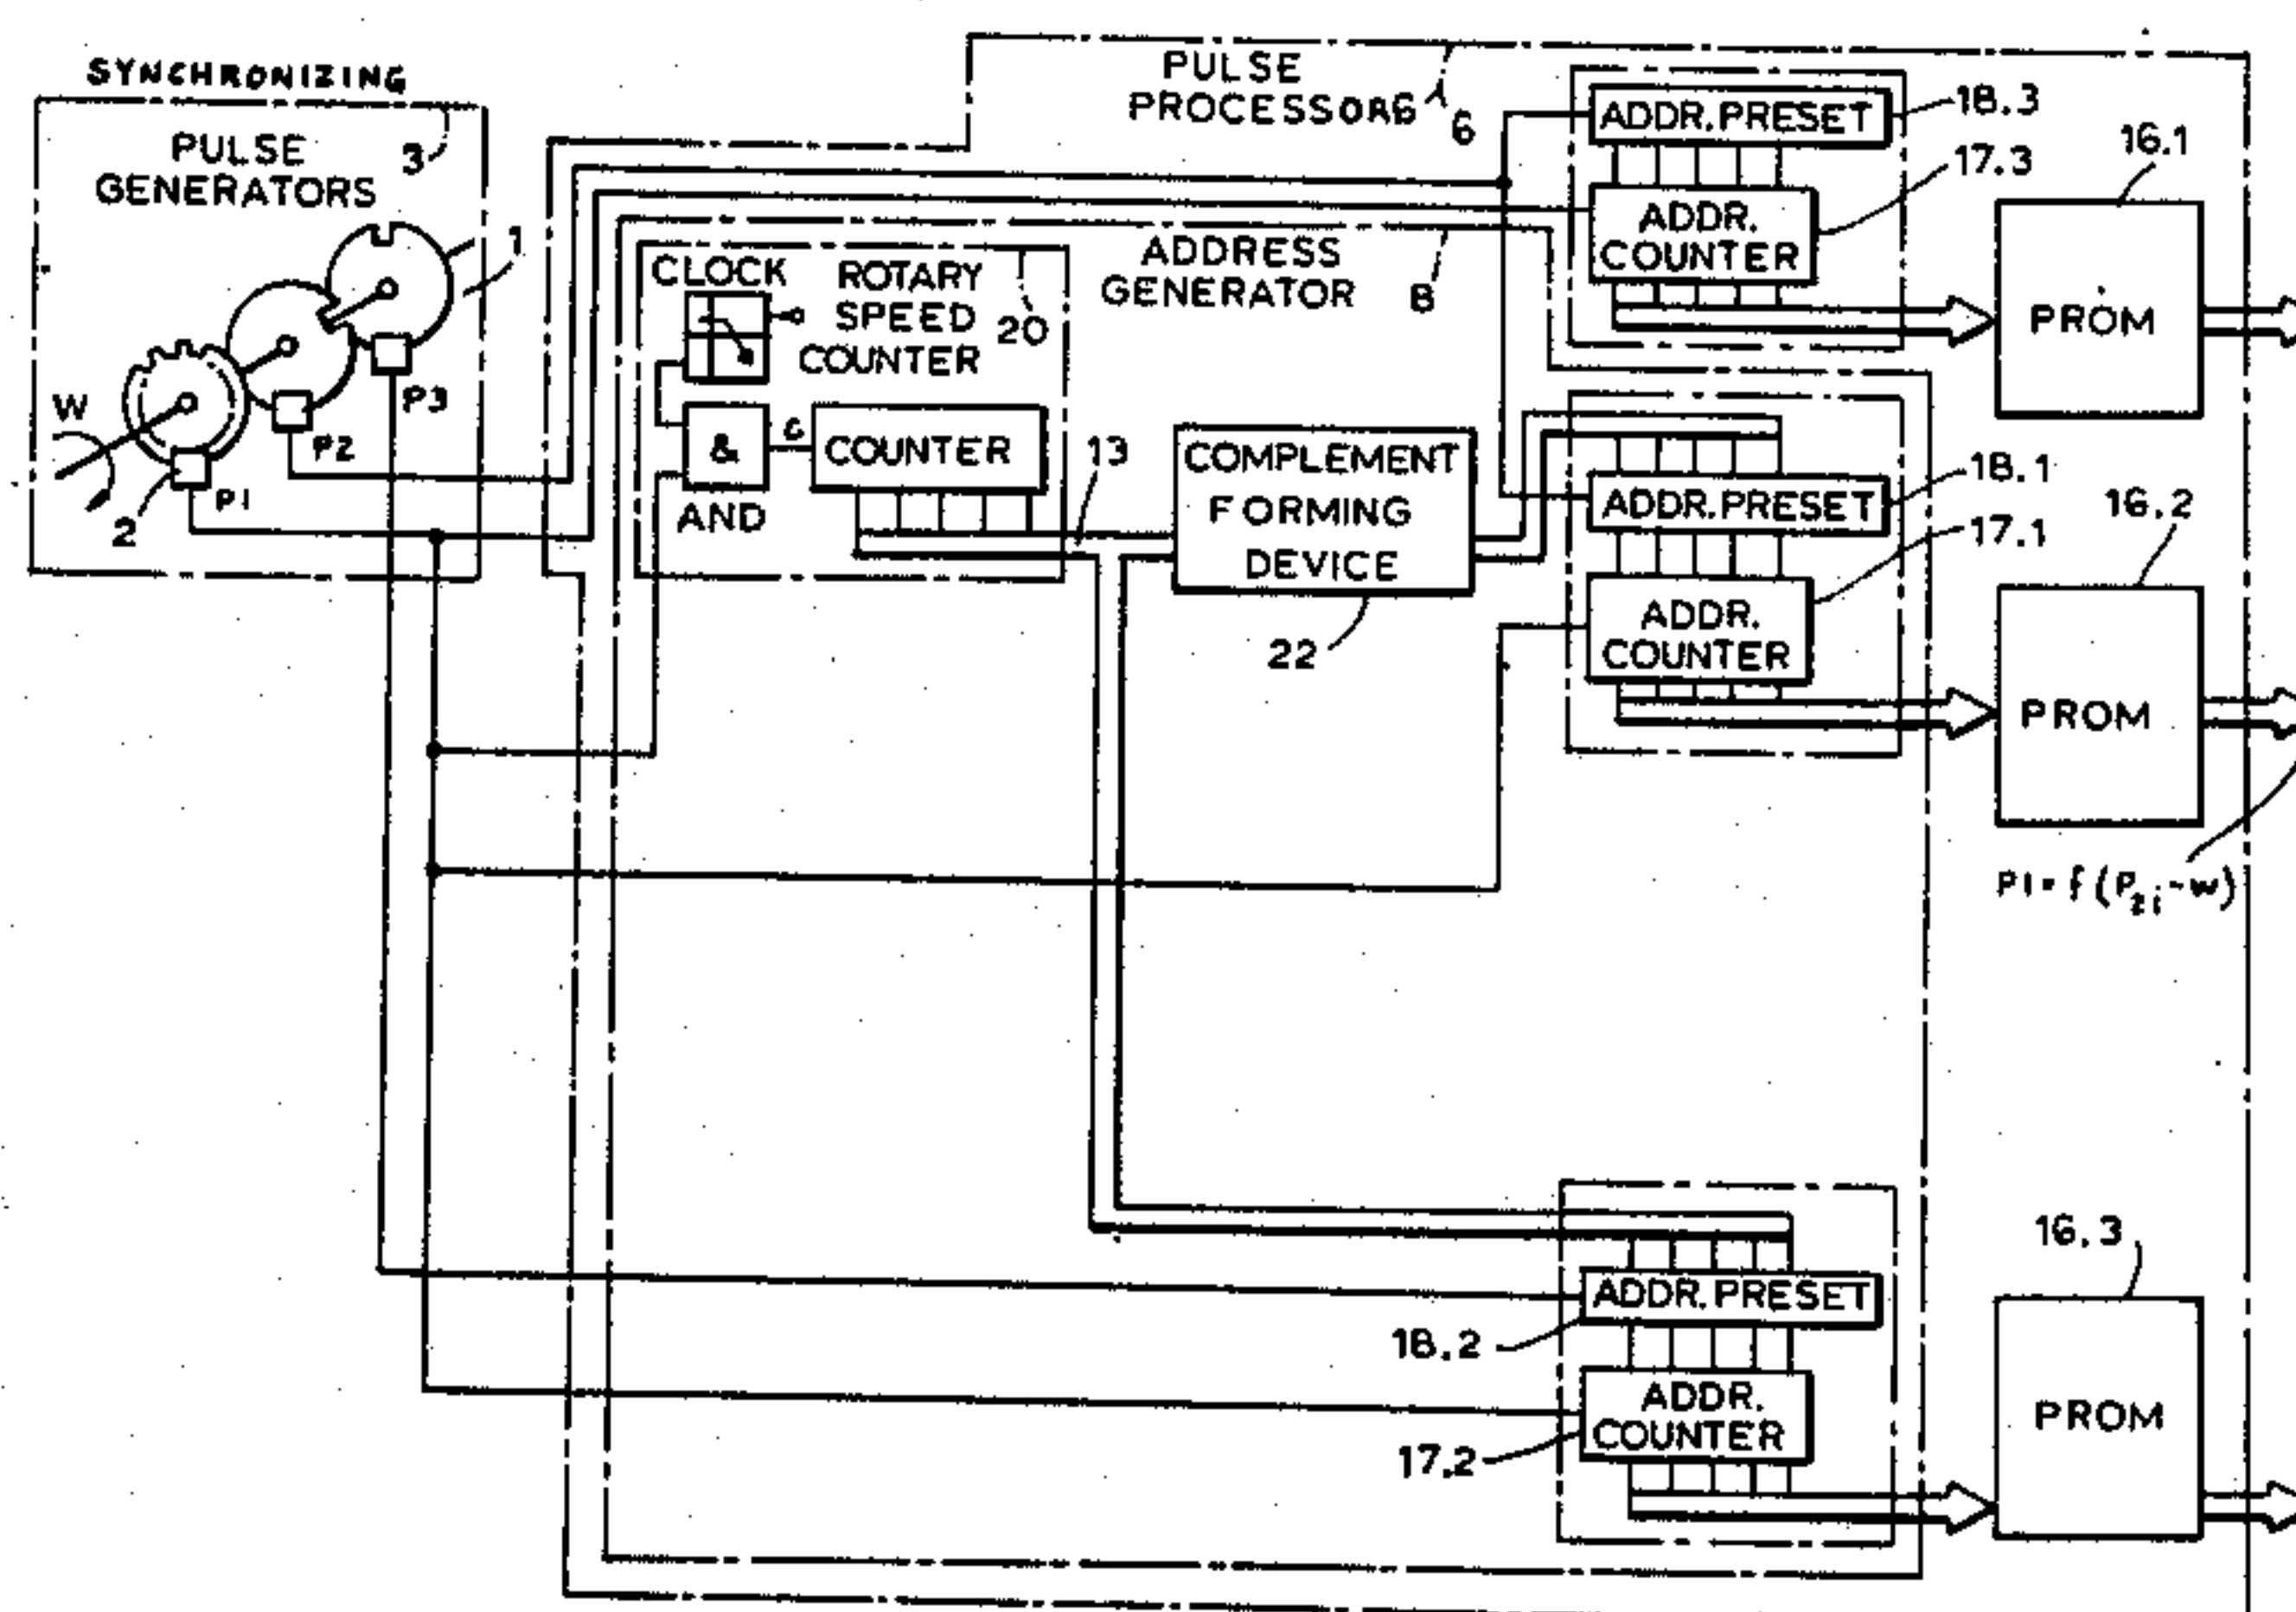 SYNCHRONIZING
PULSE
GENERATORS
3
1
W
P3
P2
P1
2
PULSE
PROCESSORS
6
ADDRESS
GENERATOR
8
CLOCK
ROTARY
SPEED
COUNTER
20
&
AND
G
COUNTER
13
COMPLEMENT
FORMING
DEVICE
22
ADDR. PRESET
18.3
ADDR.
COUNTER
17.3
16.1
PROM
ADDR. PRESET
18.1
ADDR.
COUNTER
17.1
16.2
PROM
P1 = f(P2i - w)
ADDR. PRESET
18.2
ADDR.
COUNTER
17.2
16.3
PROM